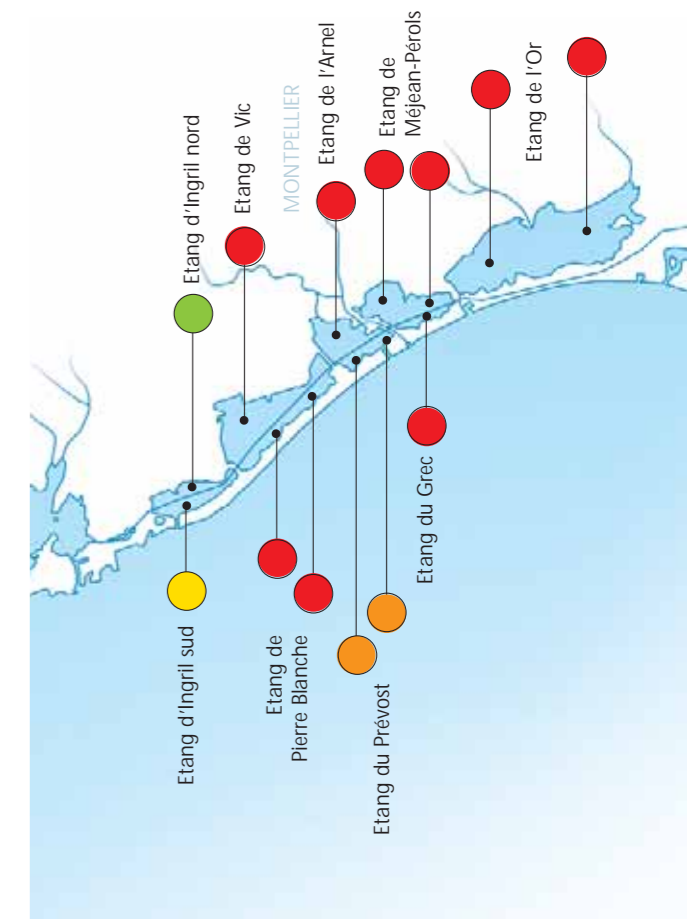 Etang d'Ingril nord
Etang de Vic
MONTPELLIER
Etang de l'Arnel
Etang de
Méjean-Pérols
Etang de l'Or
Etang d'Ingril sud
Etang de
Pierre Blanche
Etang du Prévost
Etang du Grec